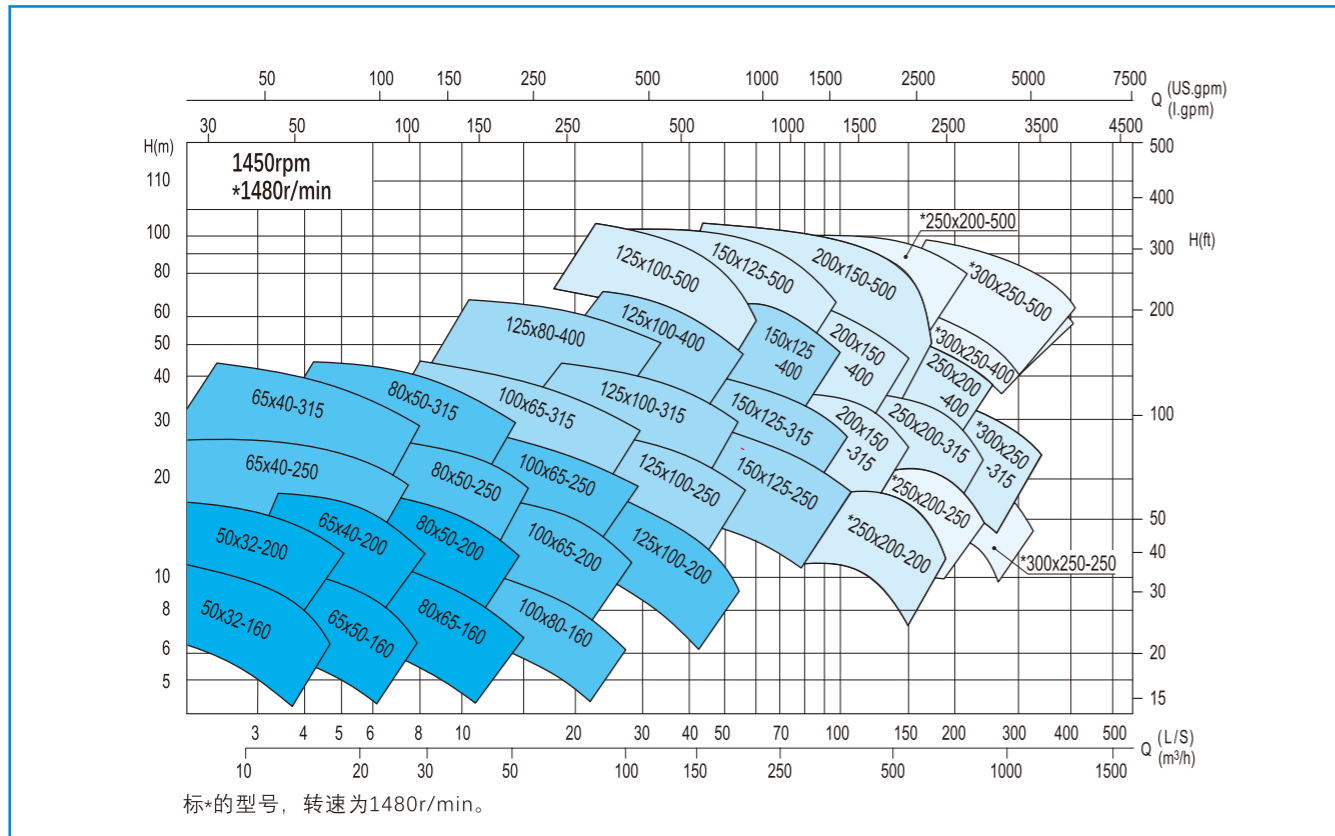 50 100 150 250 500 1000 1500 2500 5000 7500
Q (US.gpm)
(I.gpm)
30 50 100 150 250 500 1000 1500 2500 3500 4500
H(m)
1450rpm
*1480r/min
110
100
80
60
50
40
30
20
10
8
6
5
500
400
300
H(ft)
200
100
50
40
30
20
15
*250x200-500
125x100-500
150x125-500
200x150-500
*300x250-500
125x80-400
125x100-400
150x125
-400
200x150
-400
*300x250-400
250x200
-400
65x40-315
80x50-315
100x65-315
125x100-315
150x125-315
200x150
-315
250x200-315
*300x250
-315
65x40-250
80x50-250
100x65-250
125x100-250
150x125-250
*250x200-250
*300x250-250
50x32-200
65x40-200
80x50-200
100x65-200
125x100-200
*250x200-200
50x32-160
65x50-160
80x65-160
100x80-160
3 4 5 6 8 10 20 30 40 50 100 150 200 300 400 500
Q (L/S)
(m³/h)
10 20 30 50 100 150 250 500 1000 1500
标*的型号，转速为1480r/min。